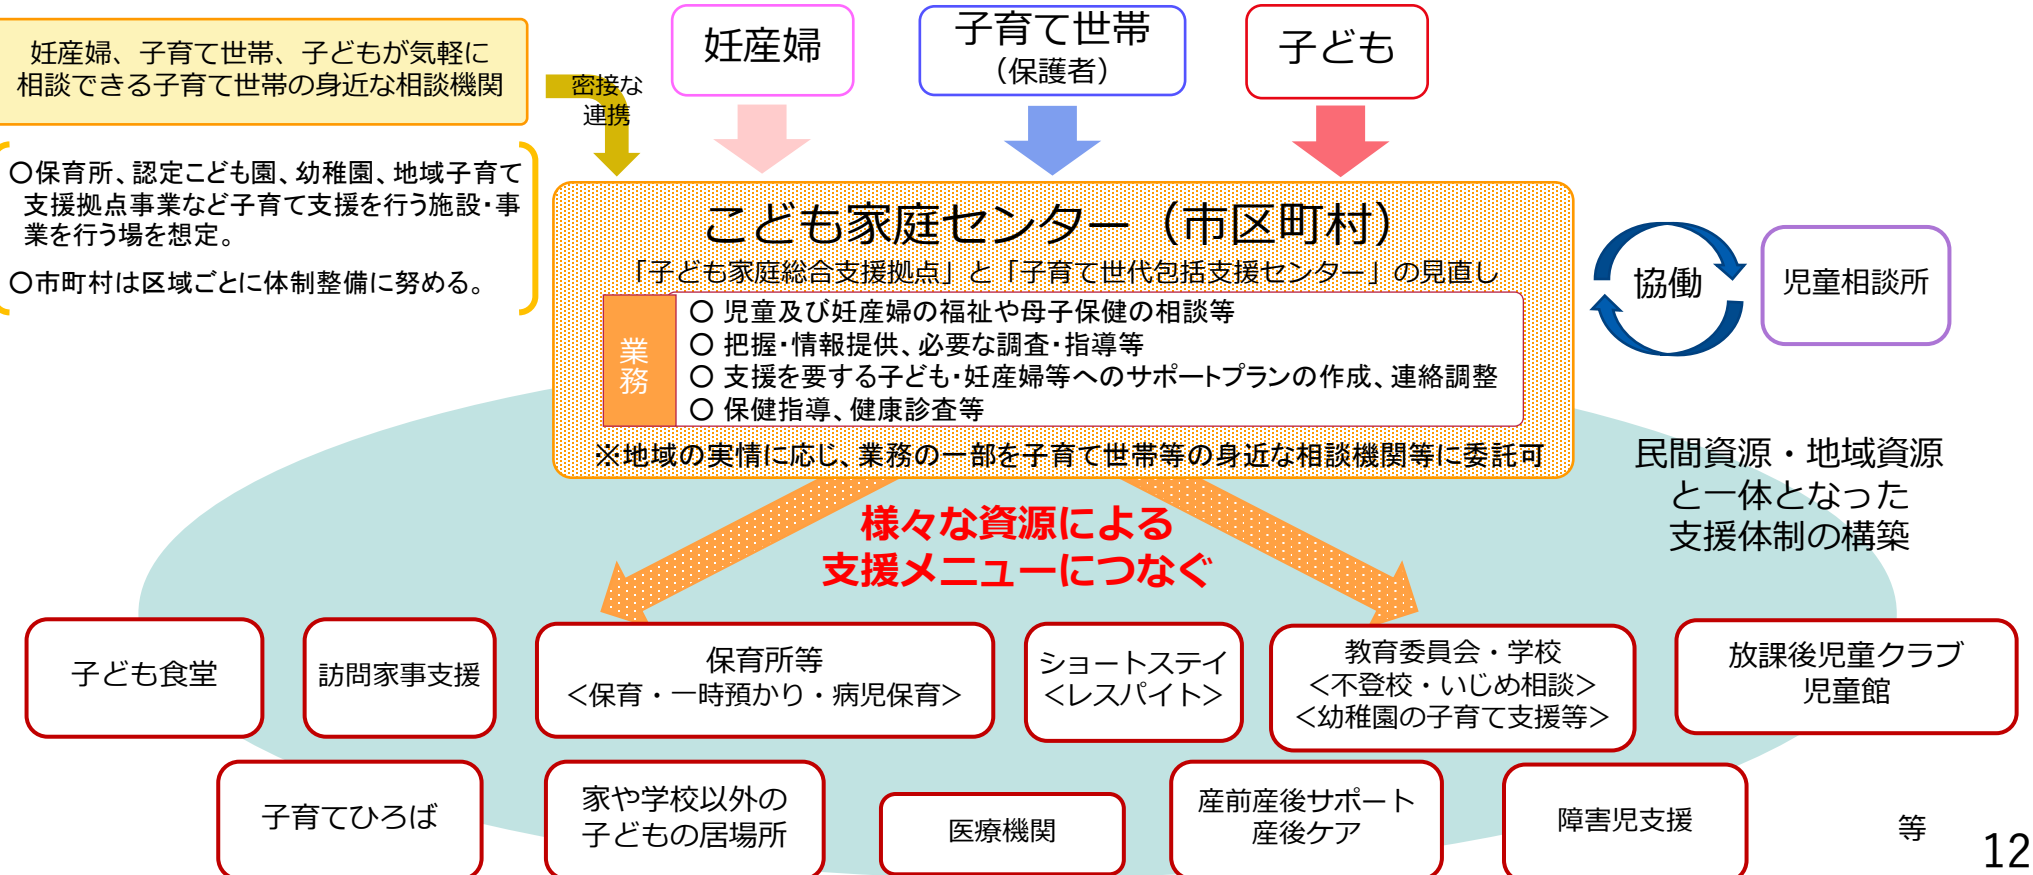 妊産婦、子育て世帯、子どもが気軽に
相談できる子育て世帯の身近な相談機関
密接な
連携
妊産婦
子育て世帯
（保護者）
子ども
〇保育所、認定こども園、幼稚園、地域子育て
支援拠点事業など子育て支援を行う施設・事
業を行う場を想定。
〇市町村は区域ごとに体制整備に努める。
こども家庭センター（市区町村）
「子ども家庭総合支援拠点」と「子育て世代包括支援センター」の見直し
業
務
〇 児童及び妊産婦の福祉や母子保健の相談等
〇 把握・情報提供、必要な調査・指導等
〇 支援を要する子ども・妊産婦等へのサポートプランの作成、連絡調整
〇 保健指導、健康診査等
※地域の実情に応じ、業務の一部を子育て世帯等の身近な相談機関等に委託可
協働
児童相談所
民間資源・地域資源
と一体となった
支援体制の構築
様々な資源による
支援メニューにつなぐ
子ども食堂
訪問家事支援
保育所等
＜保育・一時預かり・病児保育＞
ショートステイ
＜レスパイト＞
教育委員会・学校
＜不登校・いじめ相談＞
＜幼稚園の子育て支援等＞
放課後児童クラブ
児童館
子育てひろば
家や学校以外の
子どもの居場所
医療機関
産前産後サポート
産後ケア
障害児支援
等
12